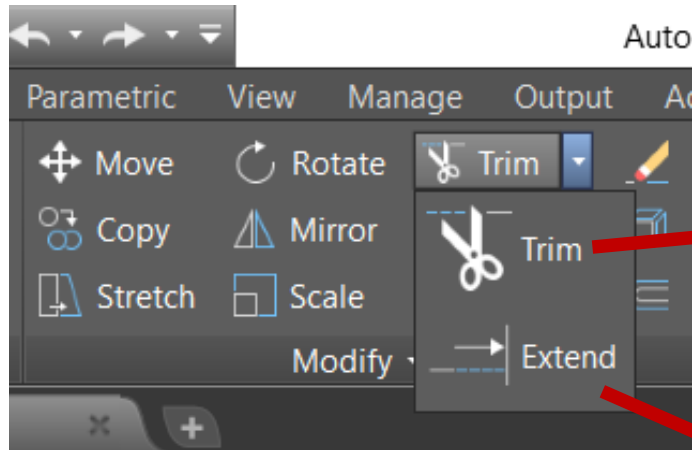 Auto
Parametric View Manage Output A
Move Rotate Trim
Copy Mirror Trim
Stretch Scale
Modify Extend